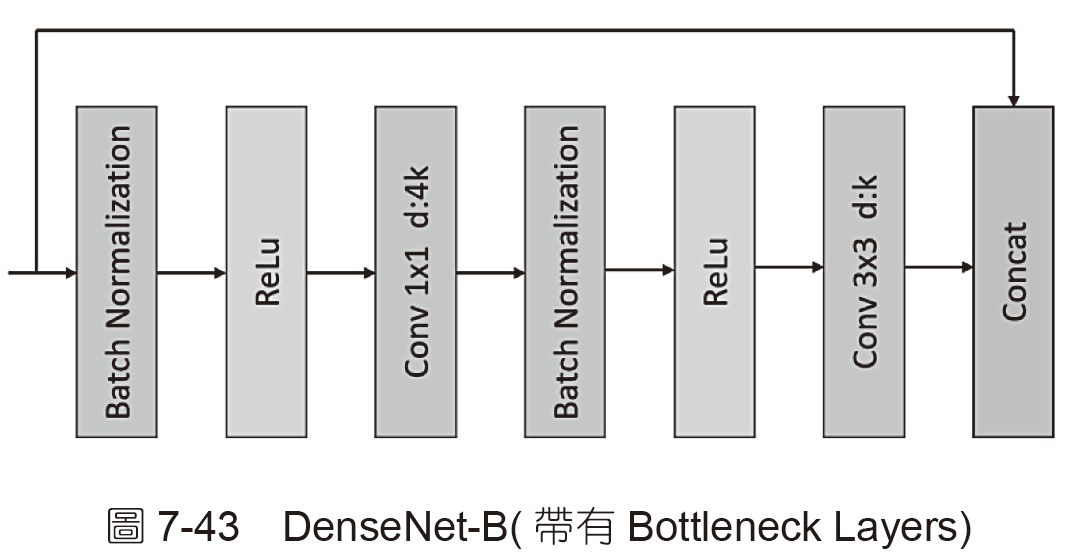 Batch Normalization
ReLu
Conv 1x1 d:4k
Batch Normalization
ReLu
Conv 3x3 d:k
Concat
圖 7-43 DenseNet-B( 帶有 Bottleneck Layers)